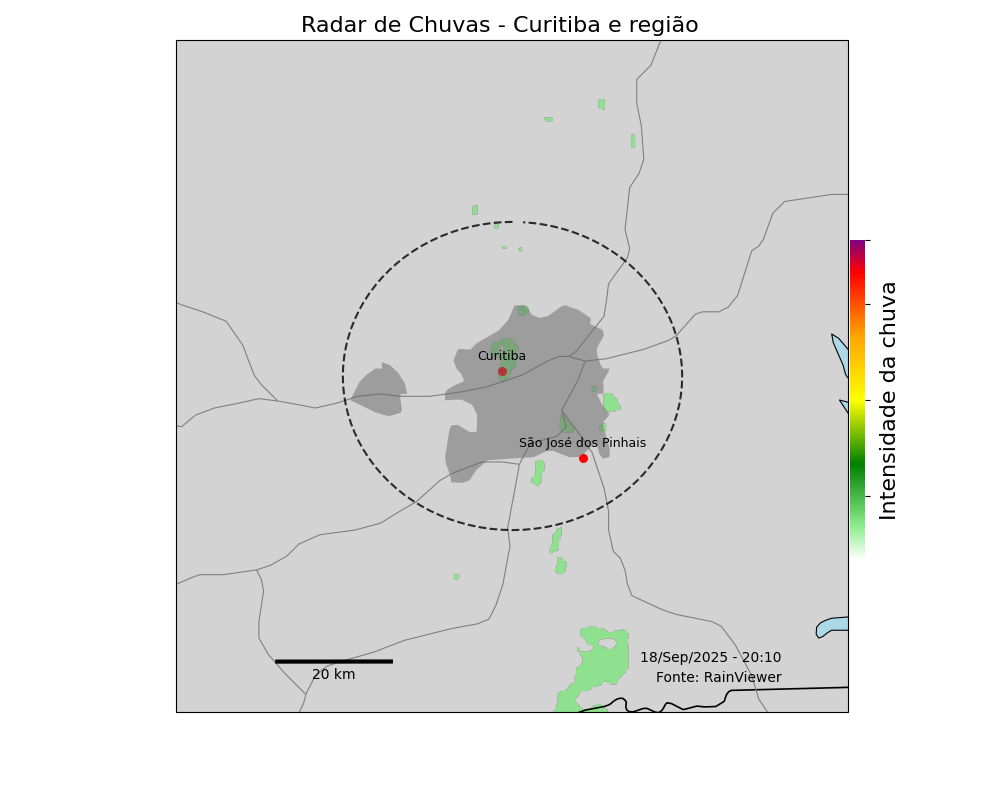 Radar de Chuvas - Curitiba e região
Curitiba
São José dos Pinhais
Intensidade da chuva
18/Sep/2025 - 20:10
Fonte: RainViewer
20 km